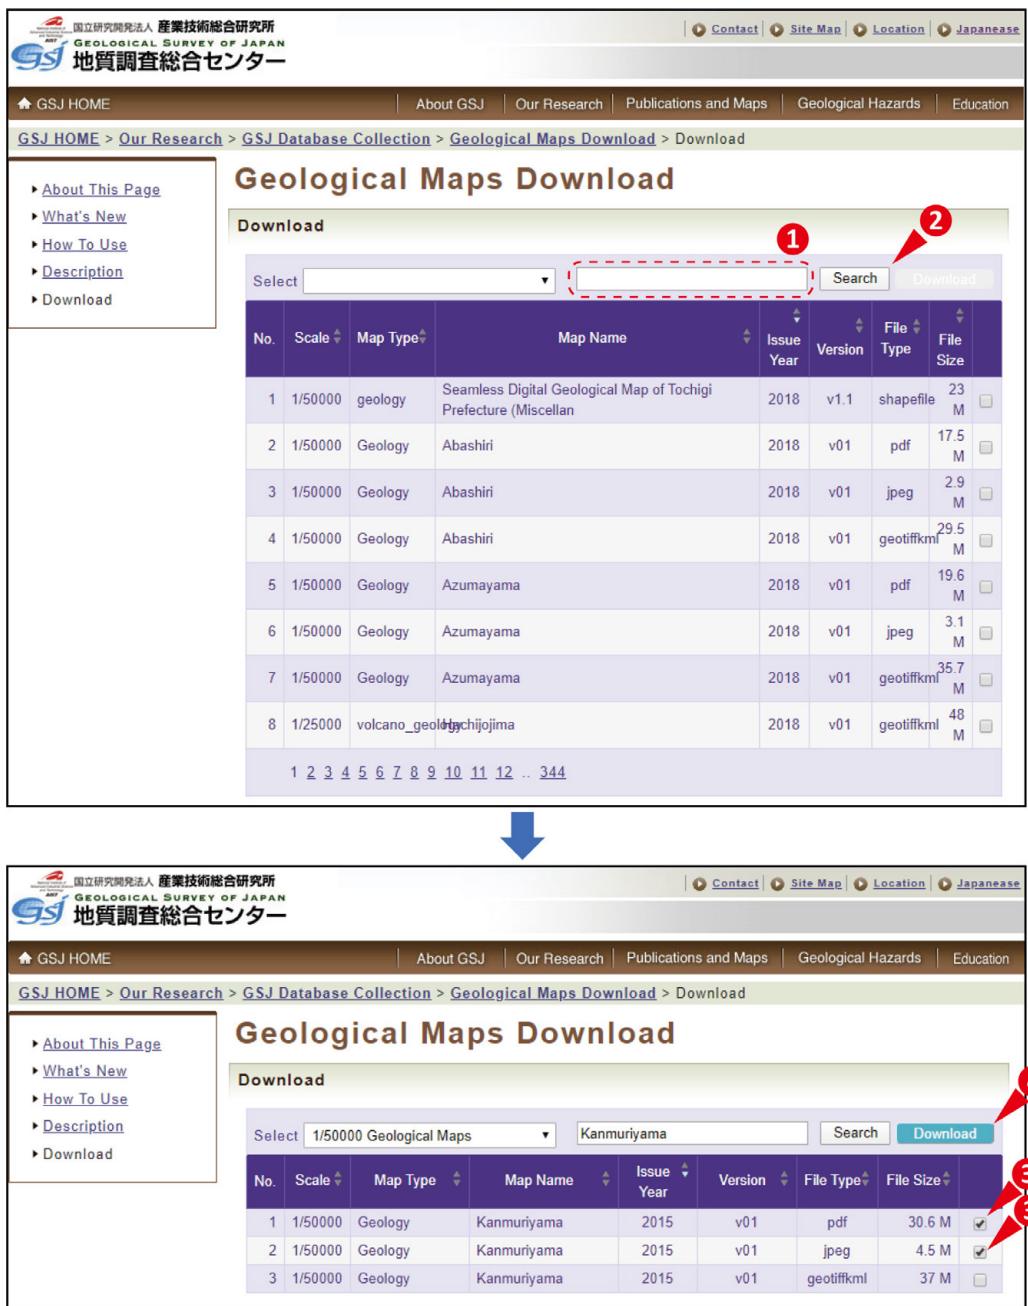 国立研究開発法人 産業技術総合研究所
GEOLOGICAL SURVEY OF JAPAN
地質調査総合センター
Contact Site Map Location Japanease
GSJ HOME About GSJ Our Research Publications and Maps Geological Hazards Education
GSJ HOME > Our Research > GSJ Database Collection > Geological Maps Download > Download
About This Page
What's New
How To Use
Description
Download
Geological Maps Download
Download
1 2
Select Search Download
No. Scale Map Type Map Name Issue Year Version File Type File Size
1 1/50000 geology Seamless Digital Geological Map of Tochigi Prefecture (Miscellan 2018 v1.1 shapefile 23 M
2 1/50000 Geology Abashiri 2018 v01 pdf 17.5 M
3 1/50000 Geology Abashiri 2018 v01 jpeg 2.9 M
4 1/50000 Geology Abashiri 2018 v01 geotiffkml 29.5 M
5 1/50000 Geology Azumayama 2018 v01 pdf 19.6 M
6 1/50000 Geology Azumayama 2018 v01 jpeg 3.1 M
7 1/50000 Geology Azumayama 2018 v01 geotiffkml 35.7 M
8 1/25000 volcano_geology Hachijojima 2018 v01 geotiffkml 48 M
1 2 3 4 5 6 7 8 9 10 11 12 .. 344
国立研究開発法人 産業技術総合研究所
GEOLOGICAL SURVEY OF JAPAN
地質調査総合センター
Contact Site Map Location Japanease
GSJ HOME About GSJ Our Research Publications and Maps Geological Hazards Education
GSJ HOME > Our Research > GSJ Database Collection > Geological Maps Download > Download
About This Page
What's New
How To Use
Description
Download
Geological Maps Download
Download
Select 1/50000 Geological Maps Kanmuriyama Search Download
No. Scale Map Type Map Name Issue Year Version File Type File Size
1 1/50000 Geology Kanmuriyama 2015 v01 pdf 30.6 M 3
2 1/50000 Geology Kanmuriyama 2015 v01 jpeg 4.5 M 3
3 1/50000 Geology Kanmuriyama 2015 v01 geotiffkml 37 M